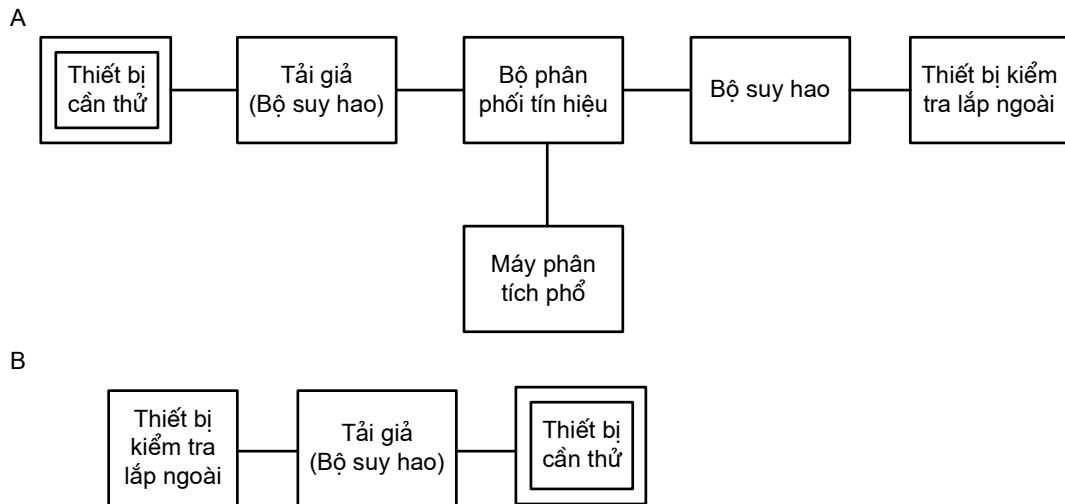 A
Thiết bị
cần thử
Tải giả
(Bộ suy hao)
Bộ phân
phối tín hiệu
Bộ suy hao
Thiết bị kiểm
tra lắp ngoài
Máy phân
tích phổ
B
Thiết bị
kiểm tra
lắp ngoài
Tải giả
(Bộ suy hao)
Thiết bị
cần thử